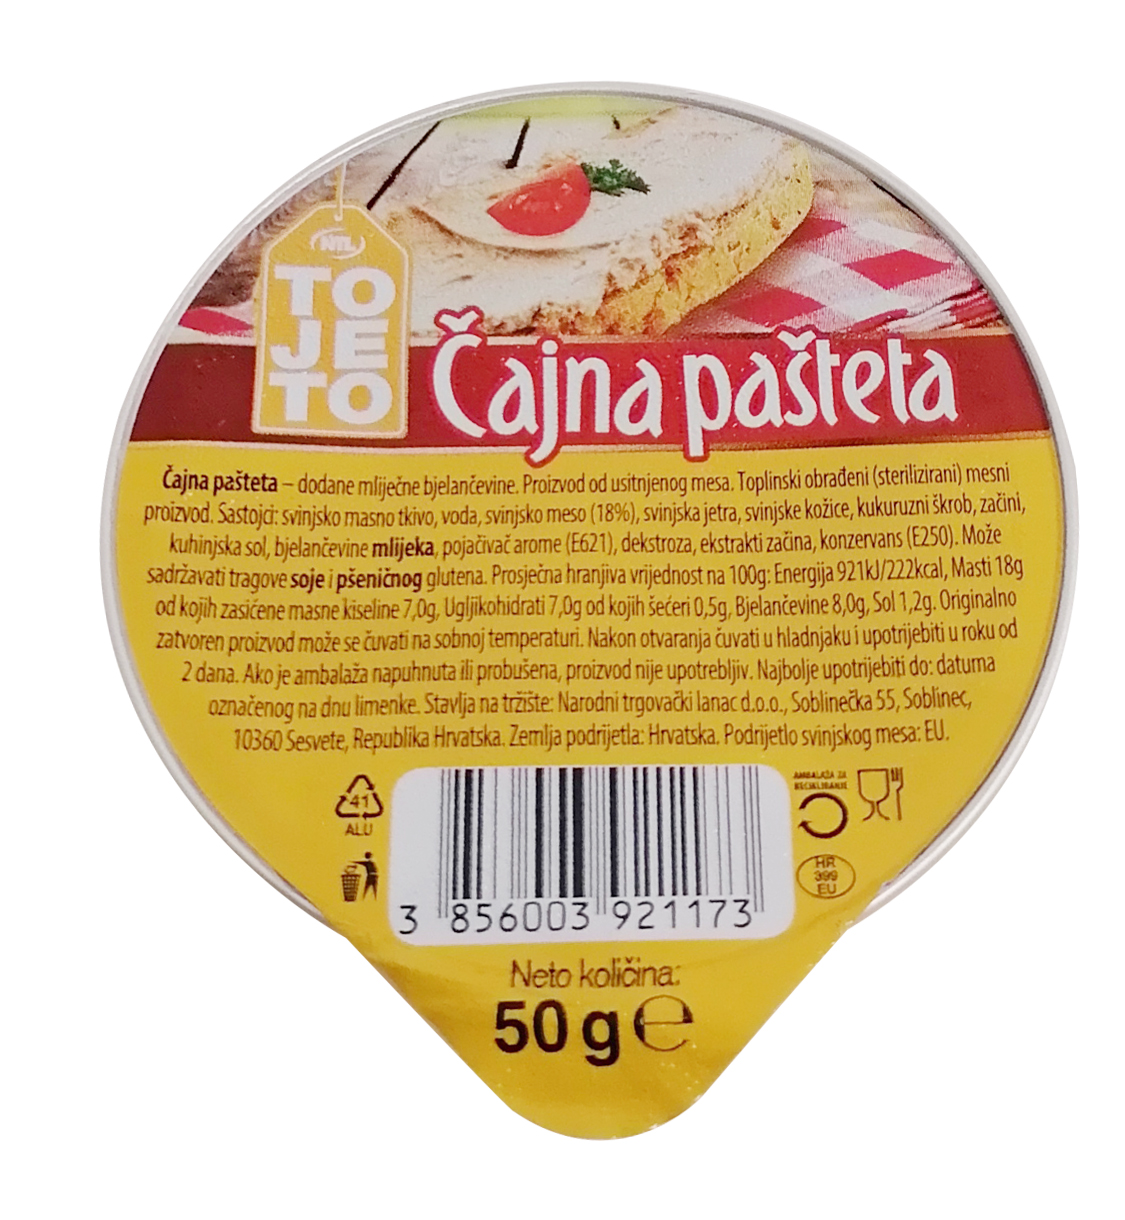 NTL
TO
JE
TO
Čajna pašteta
Čajna pašteta – dodane mliječne bjelančevine. Proizvod od usitnjenog mesa. Toplinski obrađeni (sterilizirani) mesni
proizvod. Sastojci: svinjsko masno tkivo, voda, svinjsko meso (18%), svinjska jetra, svinjske kožice, kukuruzni škrob, začini,
kuhinjska sol, bjelančevine mlijeka, pojačivač arome (E621), dekstroza, ekstrakti začina, konzervans (E250). Može
sadržavati tragove soje i pšeničnog glutena. Prosječna hranjiva vrijednost na 100g: Energija 921kJ/222kcal, Masti 18g
od kojih zasićene masne kiseline 7,0g, Ugljikohidrati 7,0g od kojih šećeri 0,5g, Bjelančevine 8,0g, Sol 1,2g. Originalno
zatvoren proizvod može se čuvati na sobnoj temperaturi. Nakon otvaranja čuvati u hladnjaku i upotrijebiti u roku od
2 dana. Ako je ambalaža napuhnuta ili probušena, proizvod nije upotrebljiv. Najbolje upotrijebiti do: datuma
označenog na dnu limenke. Stavlja na tržište: Narodni trgovački lanac d.o.o., Soblinečka 55, Soblinec,
10360 Sesvete, Republika Hrvatska. Zemlja podrijetla: Hrvatska. Podrijetlo svinjskog mesa: EU.
41
ALU
AMBALAŽA ZA
RECIKLIRANJE
HR
399
EU
3 856003 921173
Neto količina:
50 g e